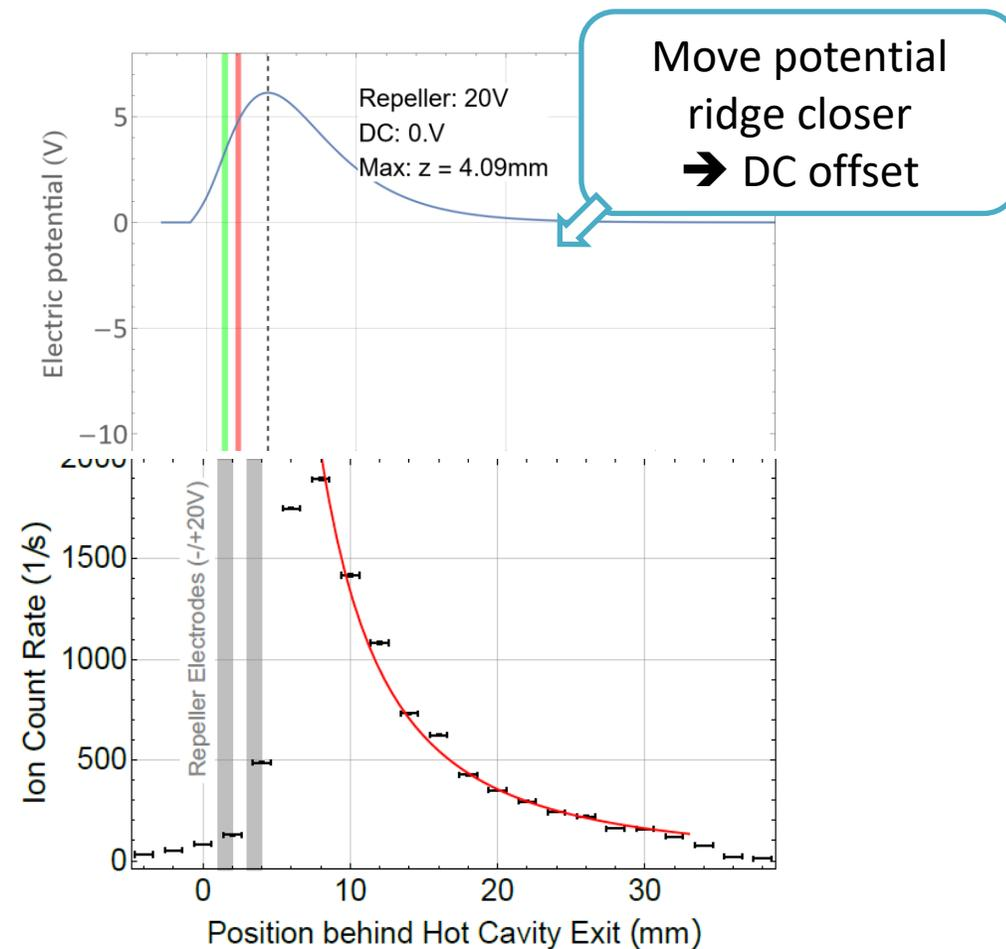 Move potential
ridge closer
➔ DC offset
Repeller: 20V
DC: 0.V
Max: z = 4.09mm
Electric potential (V)
5
0
−5
−10
2000
1500
1000
500
0
Ion Count Rate (1/s)
Repeller Electrodes (-/+20V)
0 10 20 30
Position behind Hot Cavity Exit (mm)